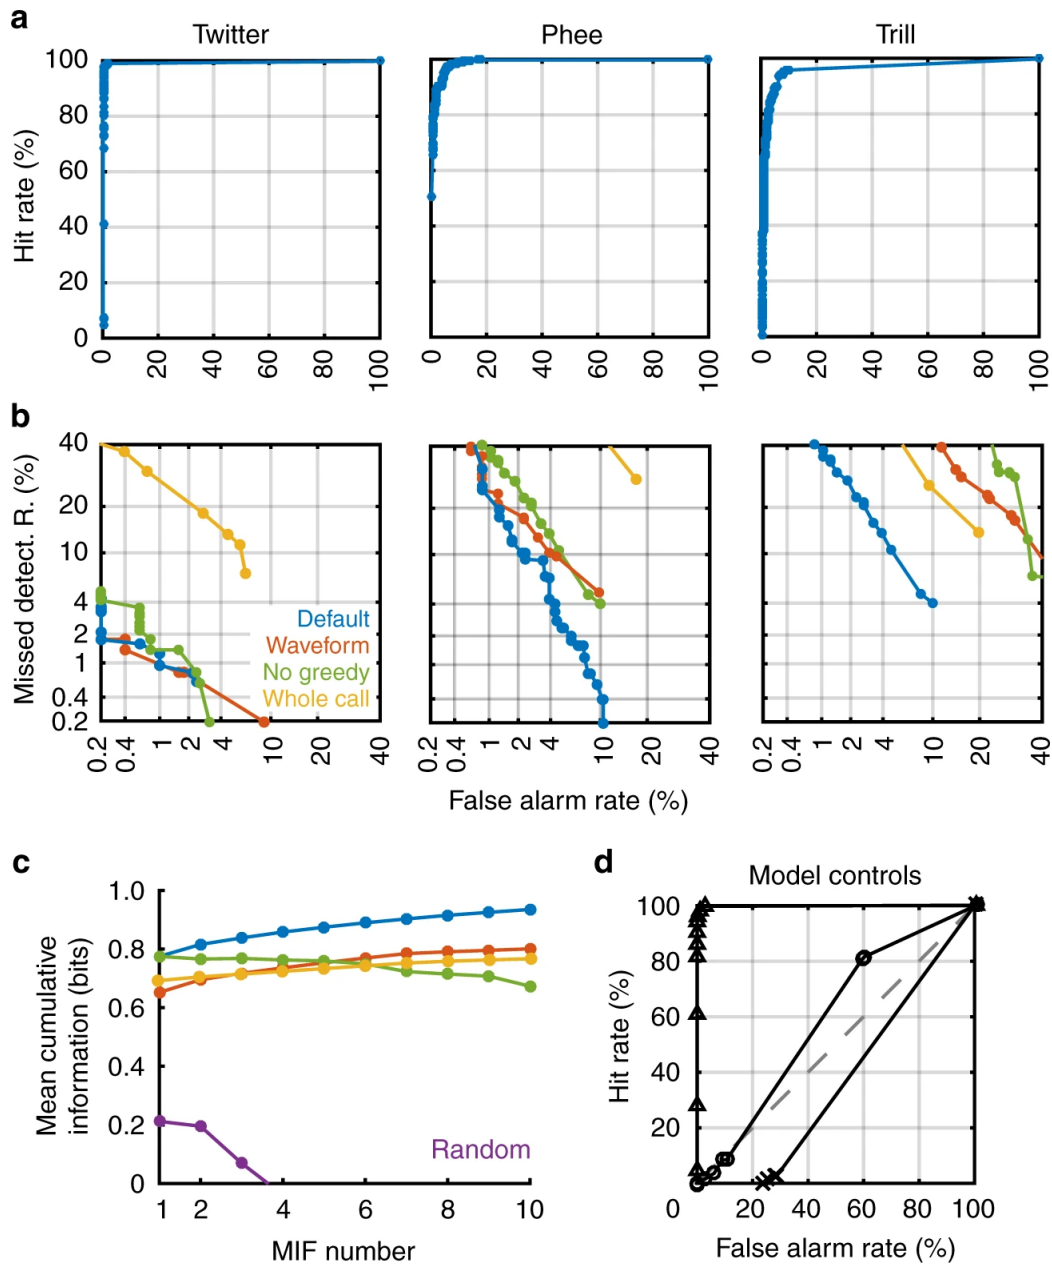 a
Twitter
Phee
Trill
Hit rate (%)
100
80
60
40
20
0
0 20 40 60 80 100
0 20 40 60 80 100
0 20 40 60 80 100
b
Missed detect. R. (%)
40
20
10
4
2
1
0.4
0.2
Default
Waveform
No greedy
Whole call
0.2 0.4 1 2 4 10 20 40
0.2 0.4 1 2 4 10 20 40
0.2 0.4 1 2 4 10 20 40
False alarm rate (%)
c
Mean cumulative
information (bits)
1.0
0.8
0.6
0.4
0.2
0
Random
1 2 4 6 8 10
MIF number
d
Model controls
Hit rate (%)
100
80
60
40
20
0 20 40 60 80 100
False alarm rate (%)